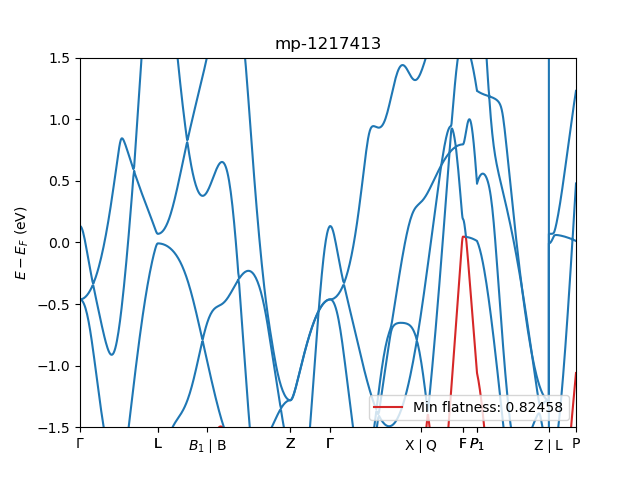 mp-1217413
E − E_F (eV)
1.5
1.0
0.5
0.0
−0.5
−1.0
−1.5
Min flatness: 0.82458
Γ L B₁ | B Z Γ X | Q F P₁ Z | L P